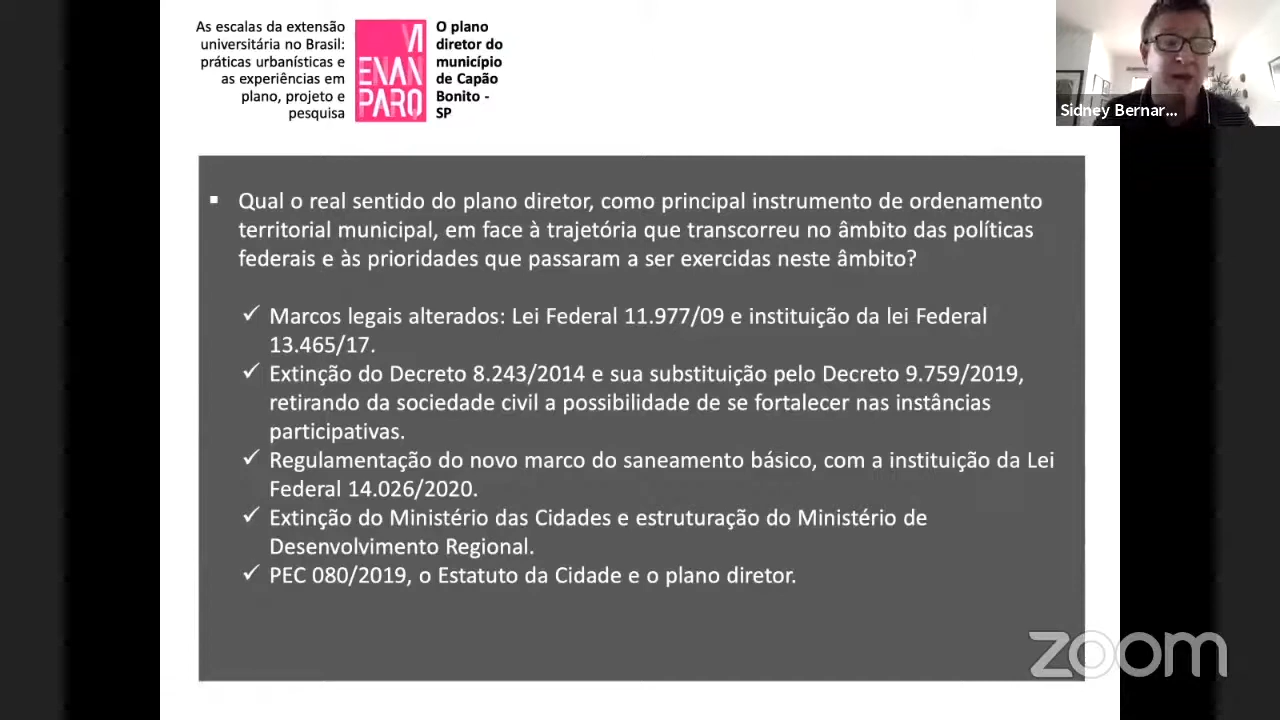 As escalas da extensão
universitária no Brasil:
práticas urbanísticas e
as experiências em
plano, projeto e
pesquisa
VI
ENAN
PARQ
O plano
diretor do
município
de Capão
Bonito -
SP
Sidney Bernar...
▪ Qual o real sentido do plano diretor, como principal instrumento de ordenamento
territorial municipal, em face à trajetória que transcorreu no âmbito das políticas
federais e às prioridades que passaram a ser exercidas neste âmbito?
✓ Marcos legais alterados: Lei Federal 11.977/09 e instituição da lei Federal
13.465/17.
✓ Extinção do Decreto 8.243/2014 e sua substituição pelo Decreto 9.759/2019,
retirando da sociedade civil a possibilidade de se fortalecer nas instâncias
participativas.
✓ Regulamentação do novo marco do saneamento básico, com a instituição da Lei
Federal 14.026/2020.
✓ Extinção do Ministério das Cidades e estruturação do Ministério de
Desenvolvimento Regional.
✓ PEC 080/2019, o Estatuto da Cidade e o plano diretor.
zoom